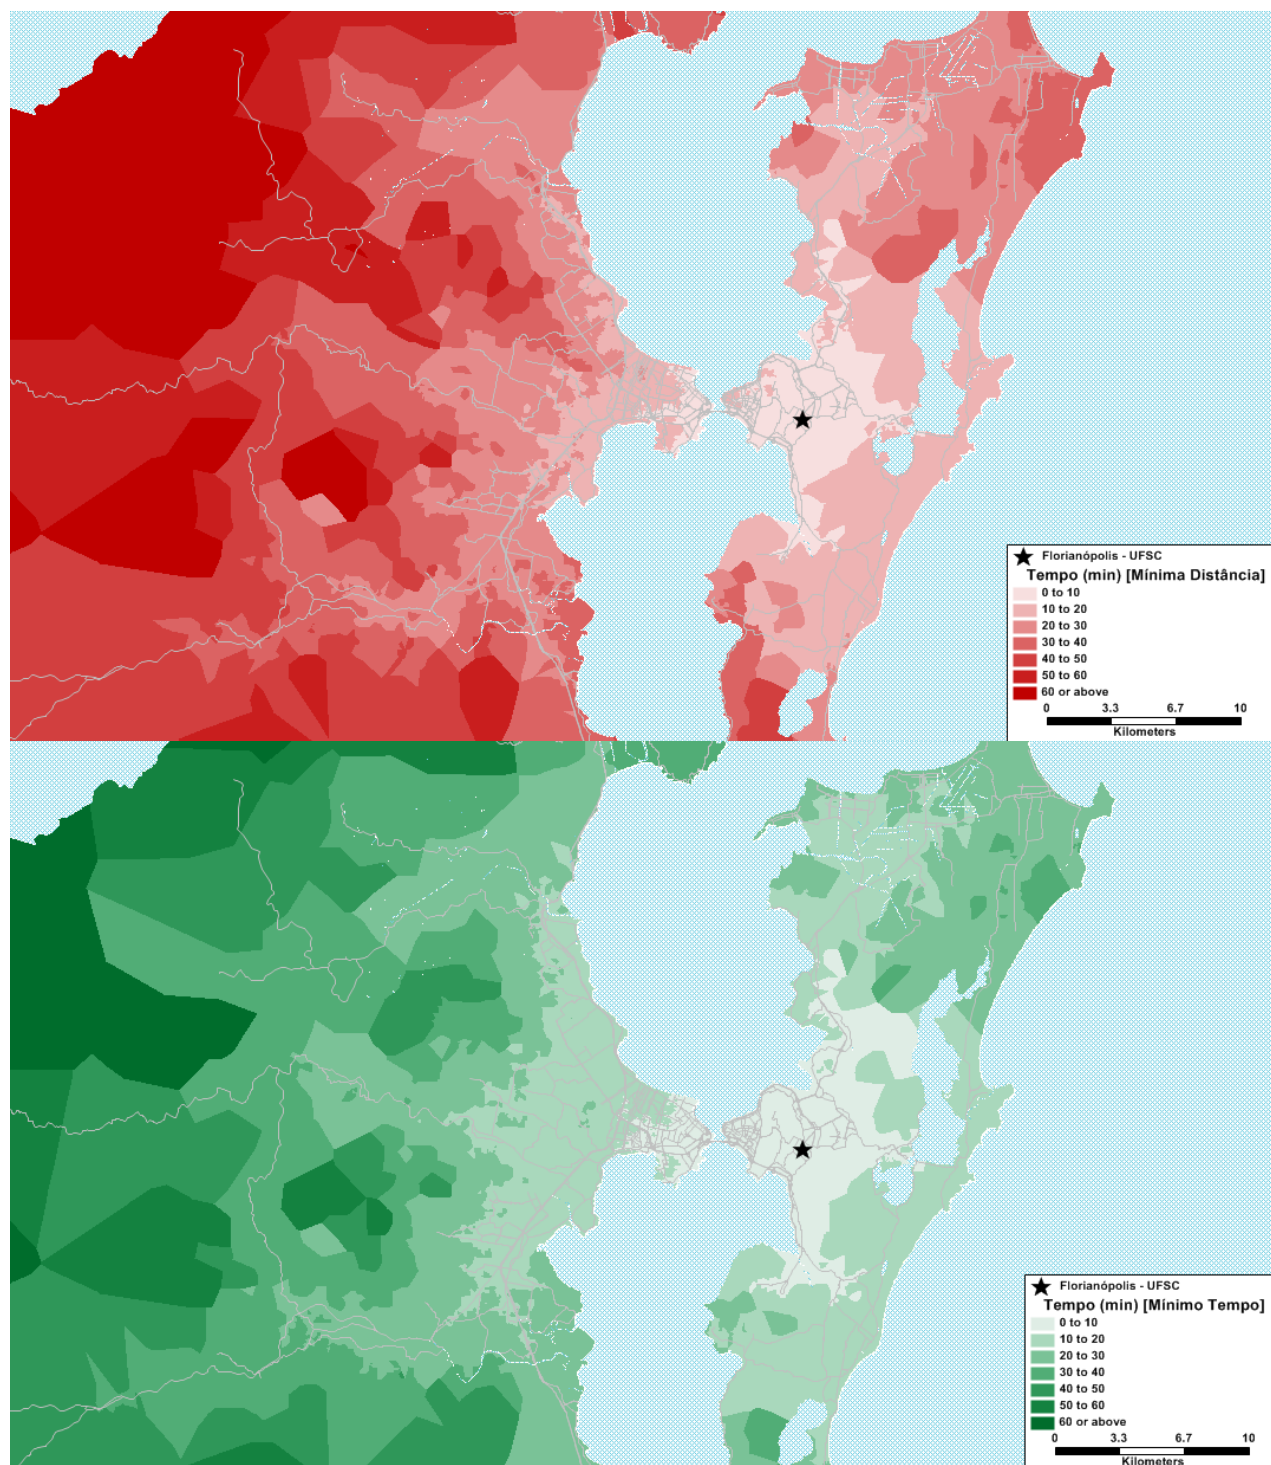 Florianópolis - UFSC
Tempo (min) [Mínima Distância]
0 to 10
10 to 20
20 to 30
30 to 40
40 to 50
50 to 60
60 or above
0 3.3 6.7 10
Kilometers
Florianópolis - UFSC
Tempo (min) [Mínimo Tempo]
0 to 10
10 to 20
20 to 30
30 to 40
40 to 50
50 to 60
60 or above
0 3.3 6.7 10
Kilometers